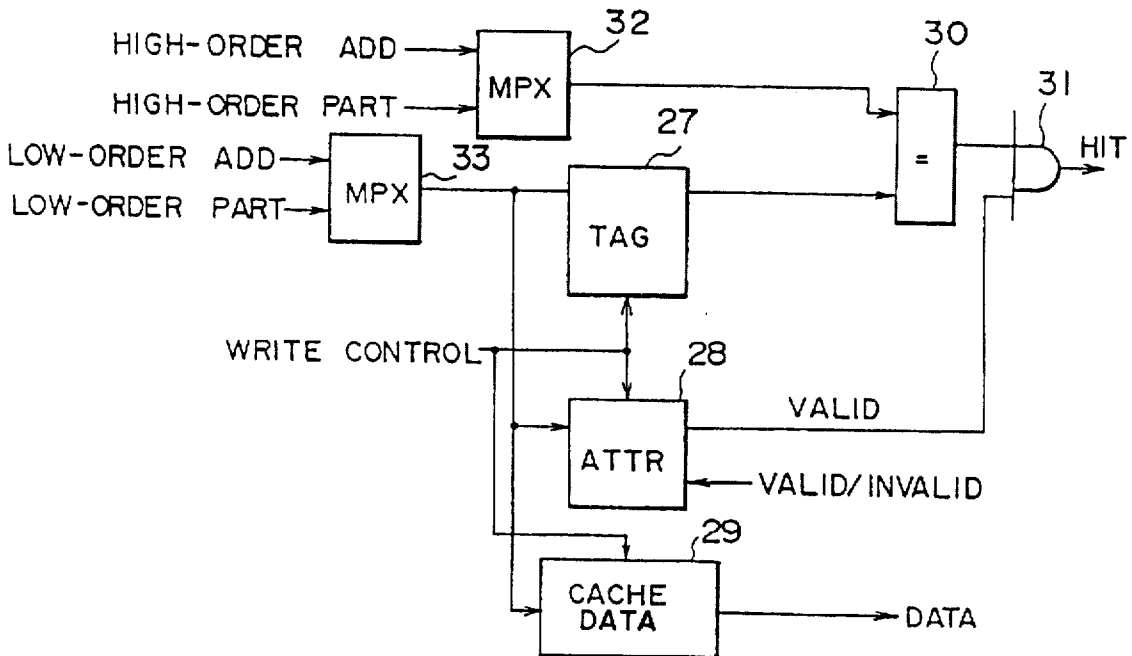 HIGH-ORDER ADD
32
MPX
HIGH-ORDER PART
30
31
HIT
=
LOW-ORDER ADD
33
MPX
LOW-ORDER PART
27
TAG
WRITE CONTROL
28
VALID
ATTR
VALID/INVALID
29
CACHE
DATA
DATA